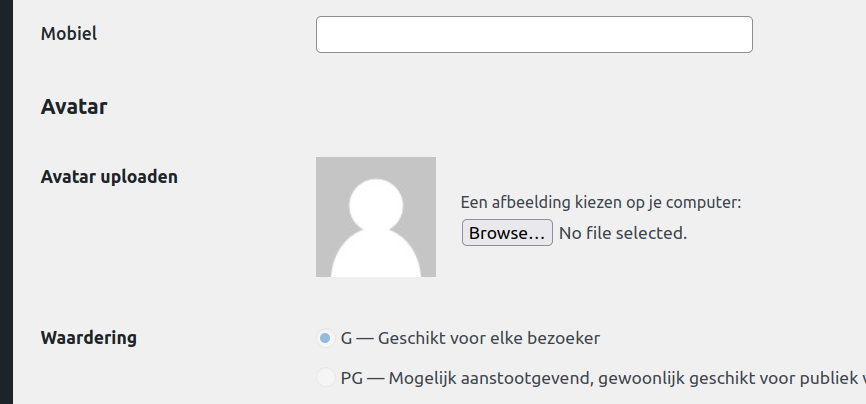 Mobiel
Avatar
Avatar uploaden
Een afbeelding kiezen op je computer:
Browse... No file selected.
Waardering
G — Geschikt voor elke bezoeker
PG — Mogelijk aanstootgevend, gewoonlijk geschikt voor publiek